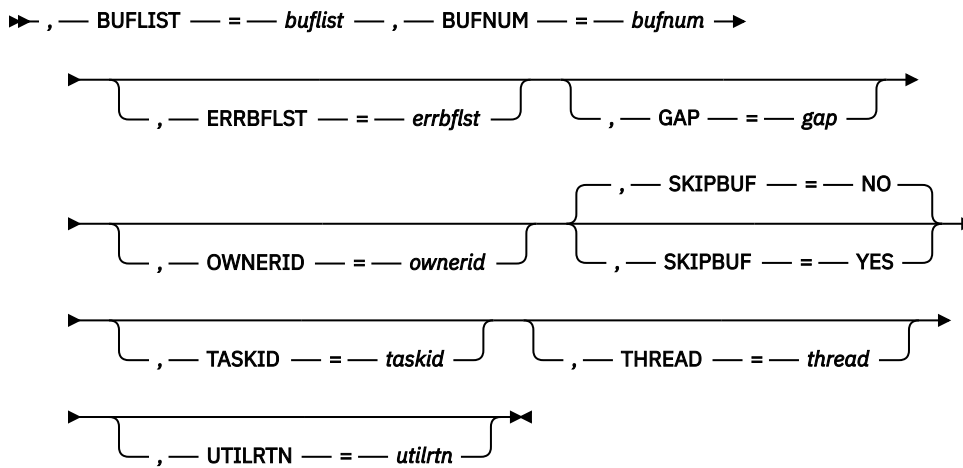 , BUFLIST = buflist , BUFNUM = bufnum
, ERRBFLST = errbflst , GAP = gap
, SKIPBUF = NO
, OWNERID = ownerid , SKIPBUF = YES
, TASKID = taskid , THREAD = thread
, UTILRTN = utilrtn